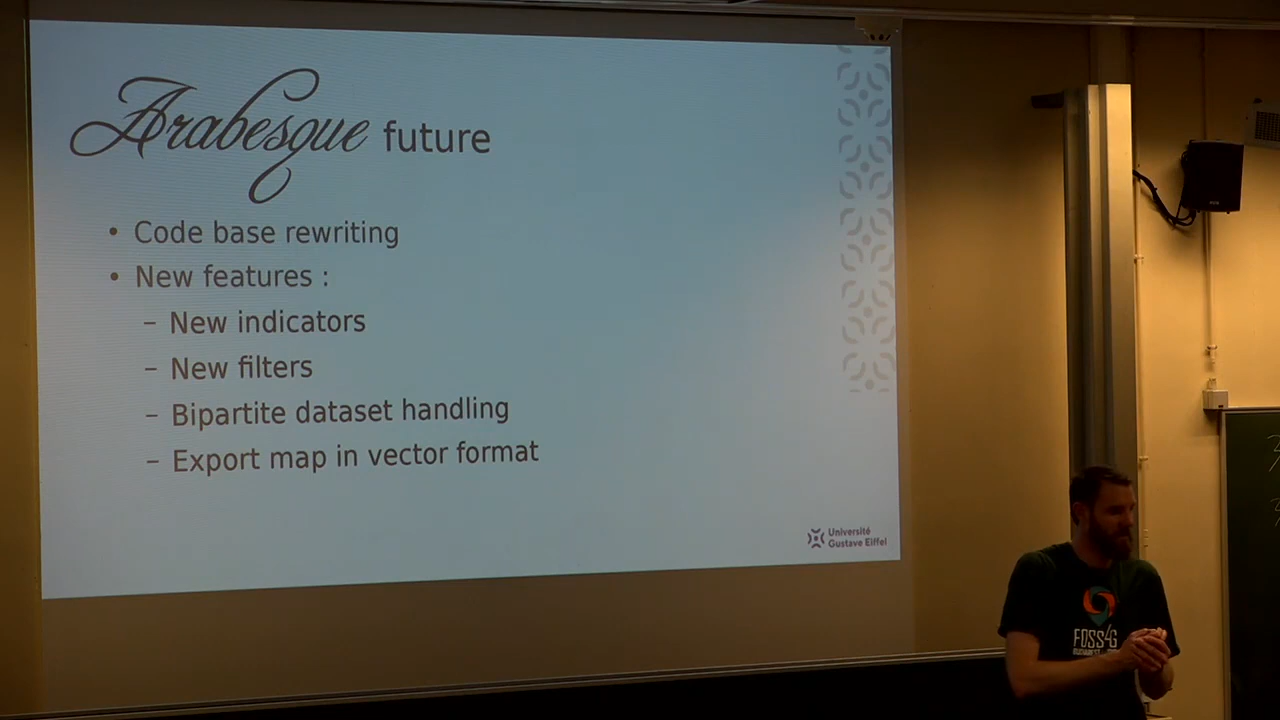 Arabesque future
• Code base rewriting
• New features :
– New indicators
– New filters
– Bipartite dataset handling
– Export map in vector format
Université
Gustave Eiffel
FOSS4G